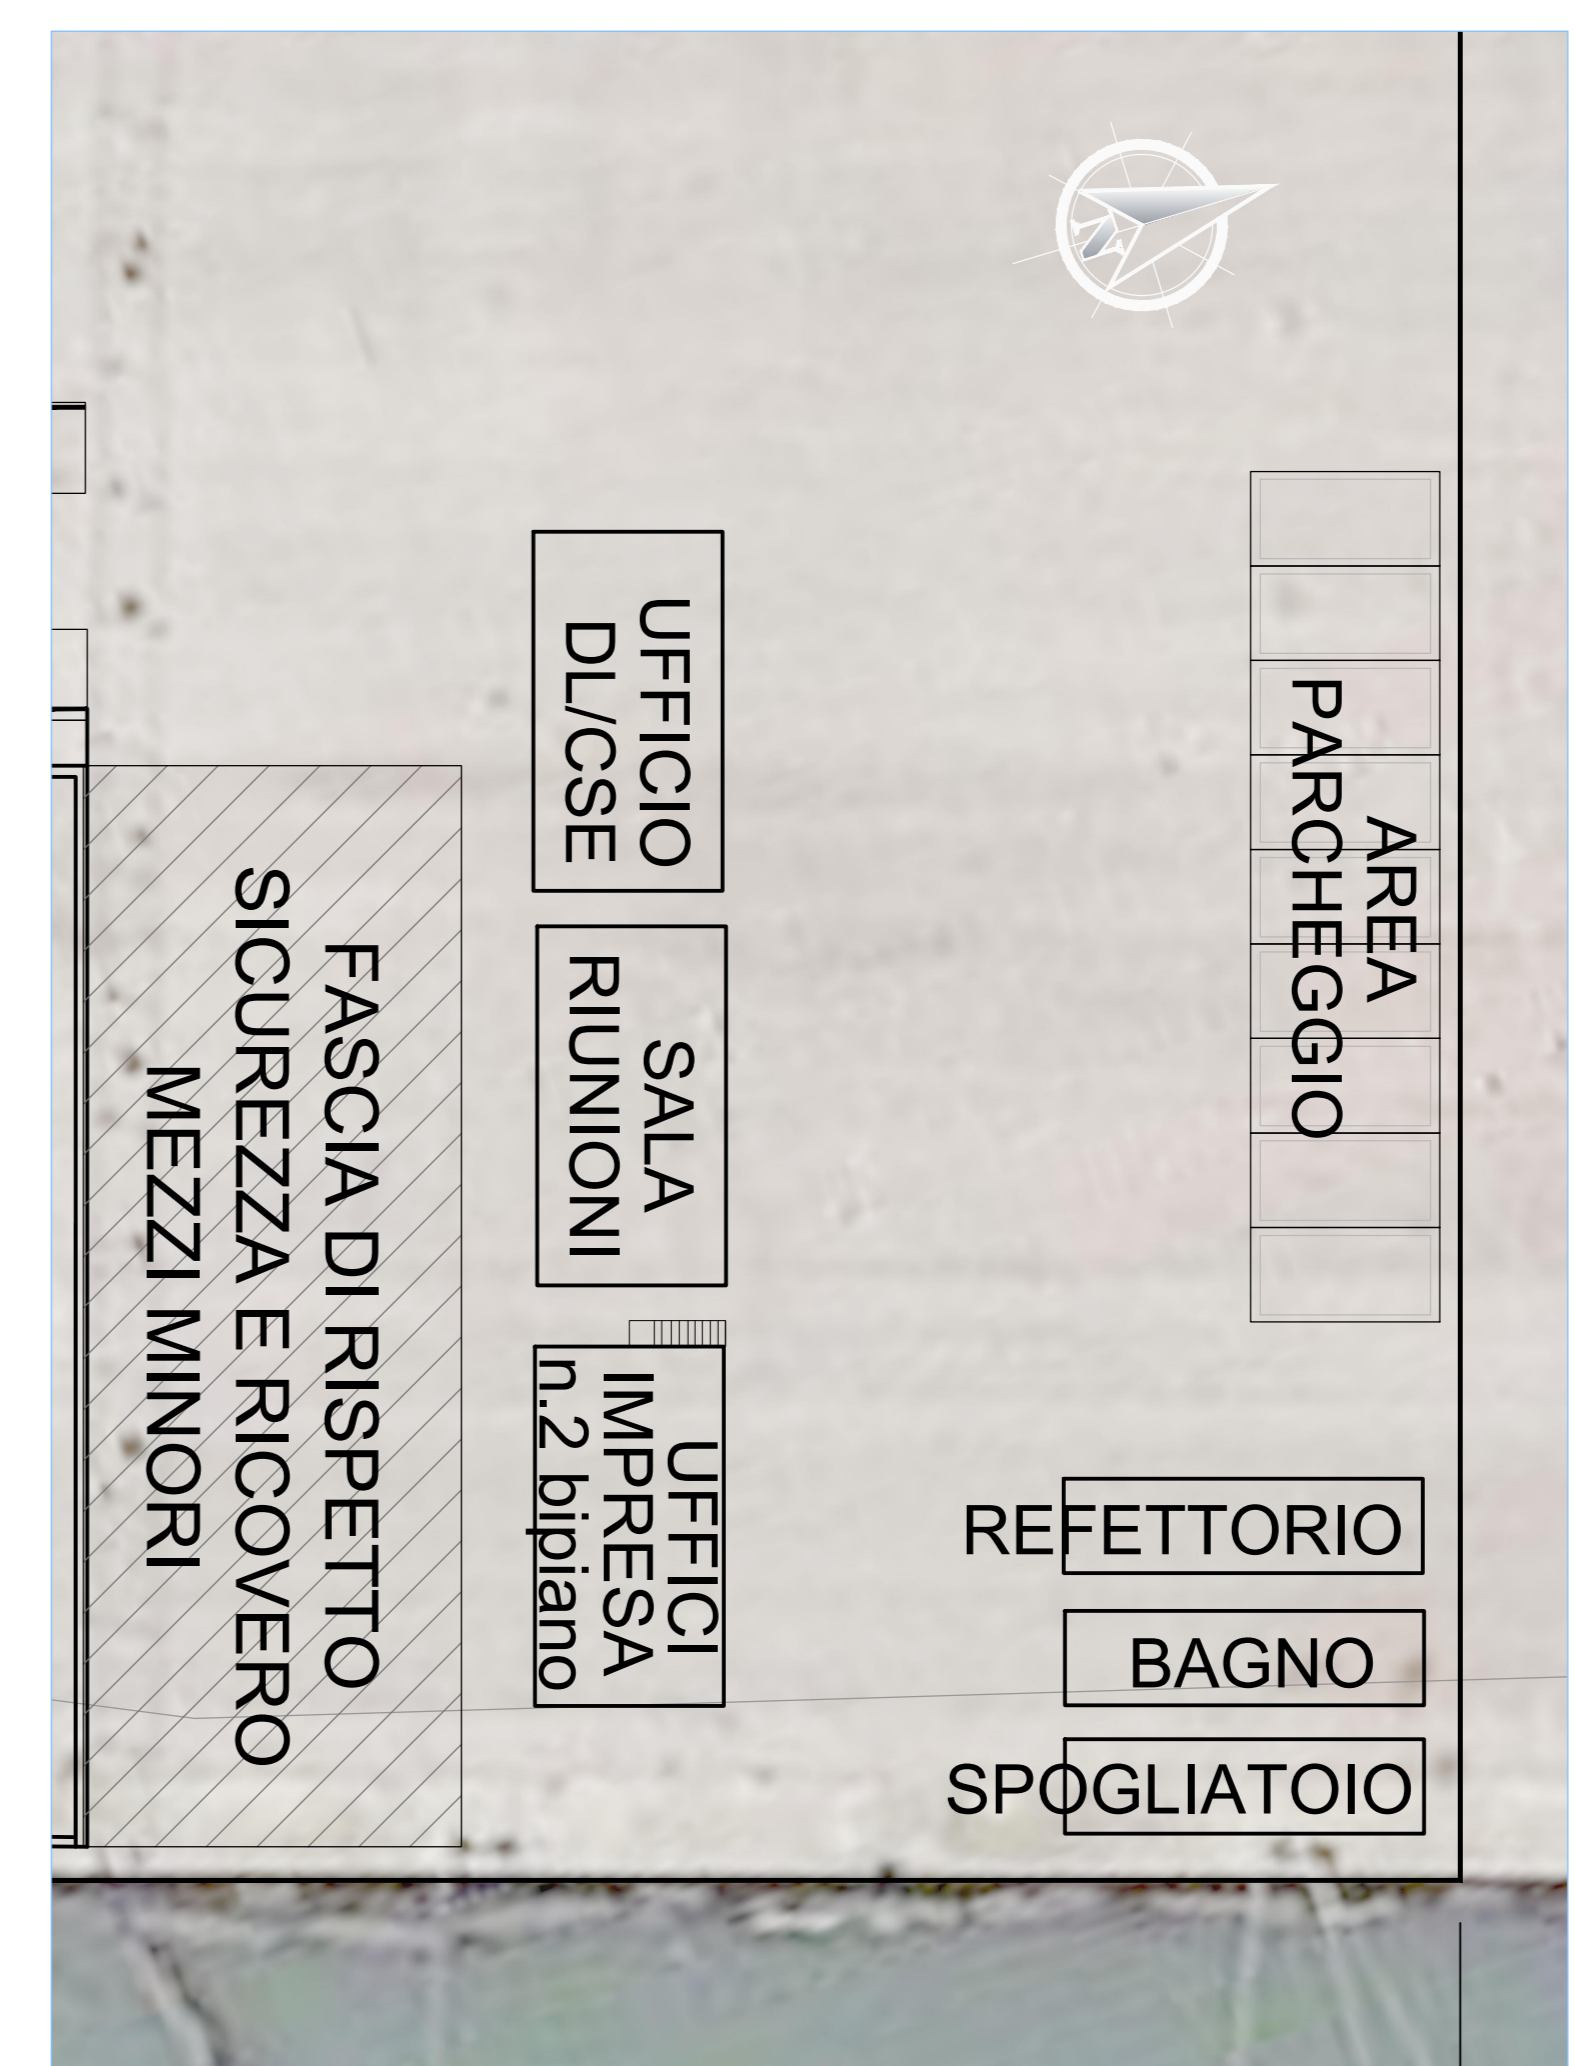 N
UFFICIO
DL/CSE
SALA
RIUNIONI
UFFICI
IMPRESA
n.2 bipiano
AREA
PARCHEGGIO
FASCIA DI RISPETTO
SICUREZZA E RICOVERO
MEZZI MINORI
REFETTORIO
BAGNO
SPOGLIATOIO